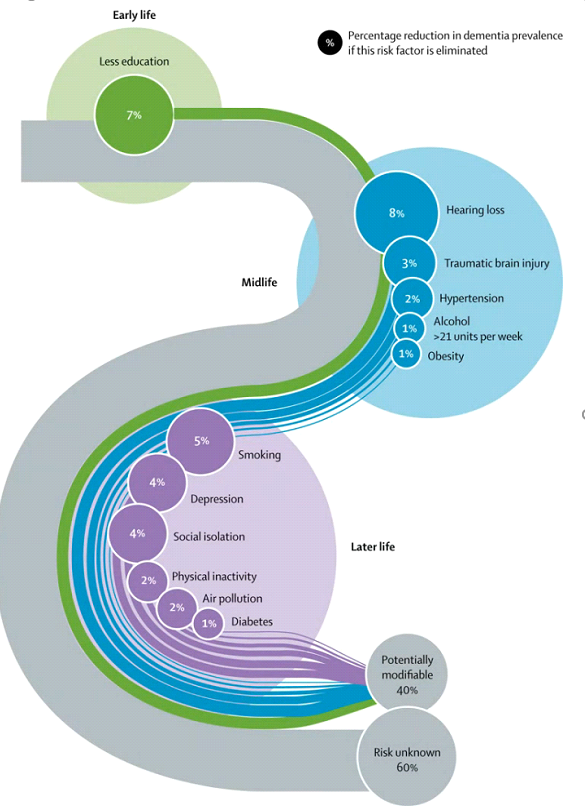 Early life
% Percentage reduction in dementia prevalence
if this risk factor is eliminated
Less education
7%
8% Hearing loss
3% Traumatic brain injury
Midlife
2% Hypertension
1% Alcohol
>21 units per week
1% Obesity
5% Smoking
4% Depression
4% Social isolation
Later life
2% Physical inactivity
2% Air pollution
1% Diabetes
Potentially
modifiable
40%
Risk unknown
60%